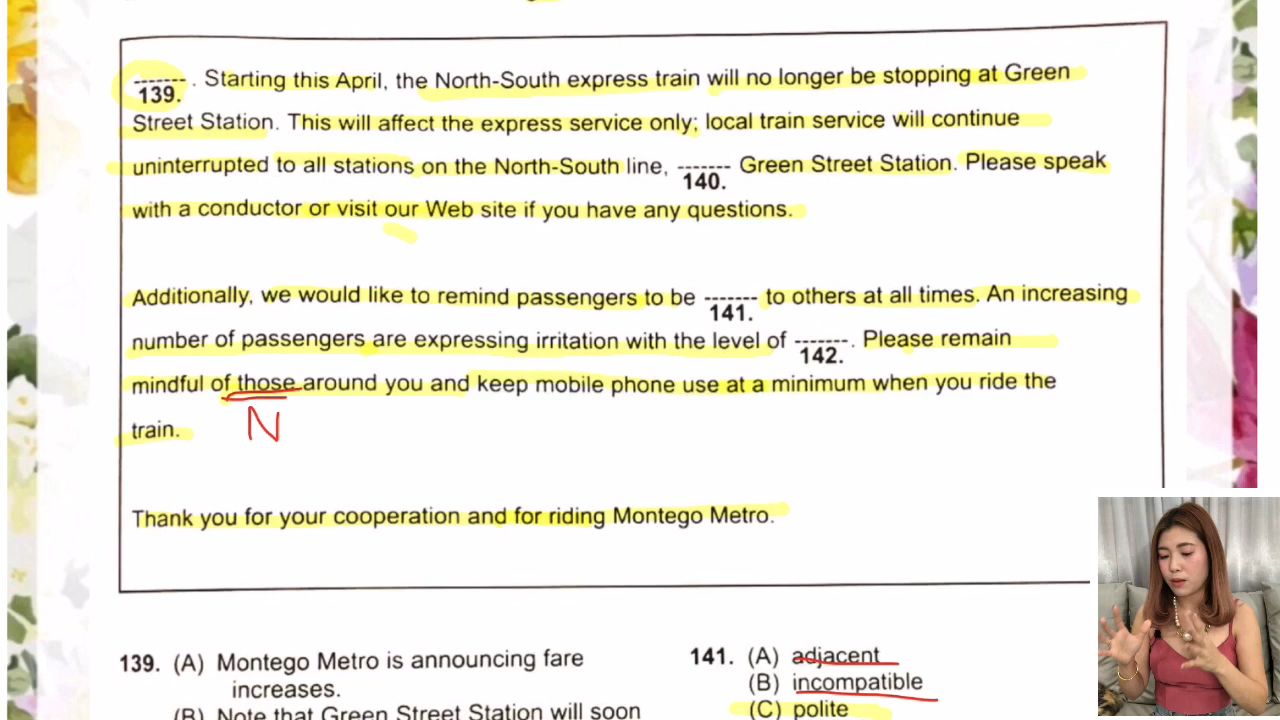 ------- . Starting this April, the North-South express train will no longer be stopping at Green
139.
Street Station. This will affect the express service only; local train service will continue
uninterrupted to all stations on the North-South line, ------- Green Street Station. Please speak
140.
with a conductor or visit our Web site if you have any questions.
Additionally, we would like to remind passengers to be ------- to others at all times. An increasing
141.
number of passengers are expressing irritation with the level of -------. Please remain
142.
mindful of those around you and keep mobile phone use at a minimum when you ride the
N
train.
Thank you for your cooperation and for riding Montego Metro.
139. (A) Montego Metro is announcing fare
increases.
(B) Note that Green Street Station will soon
141. (A) adjacent
(B) incompatible
(C) polite